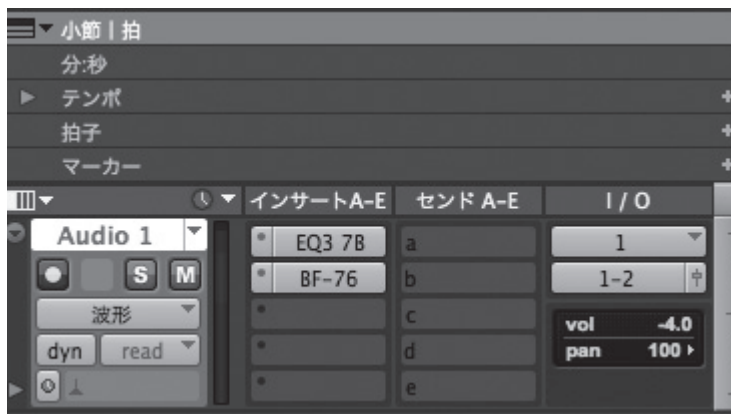 小節 | 拍
分:秒
テンポ
拍子
マーカー
インサートA-E センド A-E I / O
Audio 1 EQ3 7B a 1
S M BF-76 b 1-2
波形 c vol -4.0
dyn read d pan 100
e